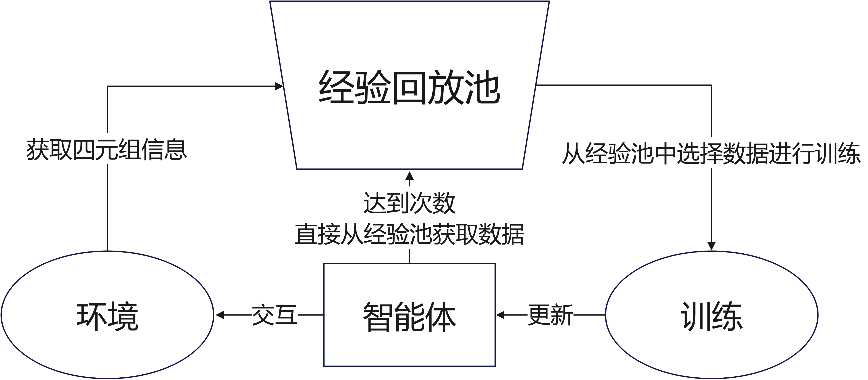 经验回放池
获取四元组信息
从经验池中选择数据进行训练
达到次数
直接从经验池获取数据
环境
交互
智能体
更新
训练